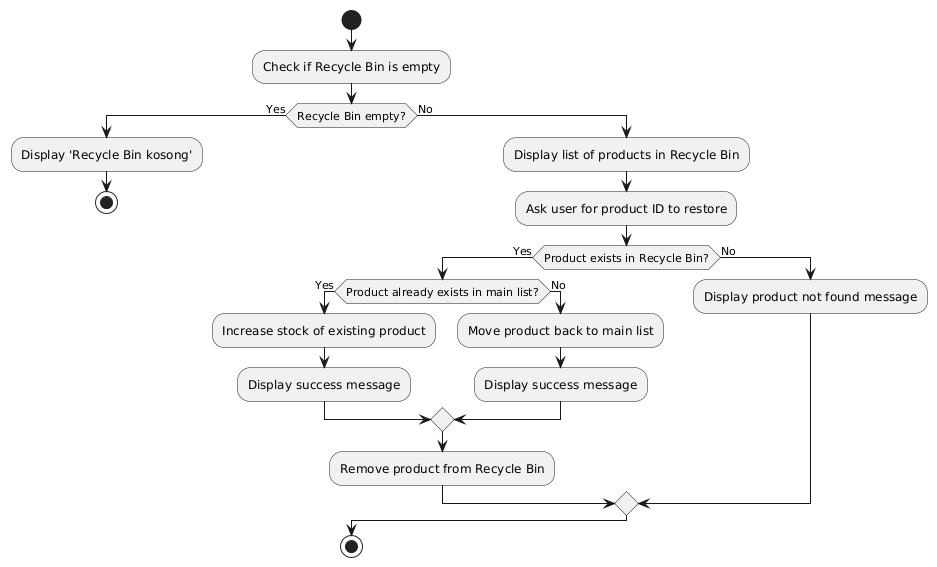 Check if Recycle Bin is empty
Yes
Recycle Bin empty?
No
Display 'Recycle Bin kosong'
Display list of products in Recycle Bin
Ask user for product ID to restore
Yes
Product exists in Recycle Bin?
No
Yes
Product already exists in main list?
No
Display product not found message
Increase stock of existing product
Move product back to main list
Display success message
Display success message
Remove product from Recycle Bin